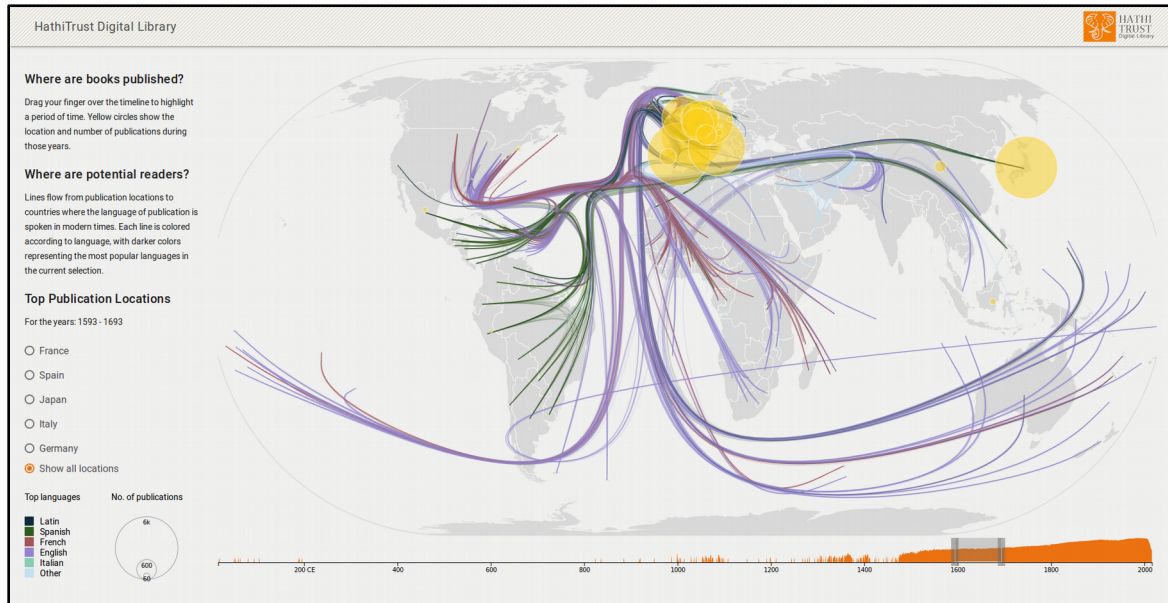 HathiTrust Digital Library
HATHI
TRUST
Digital Library
Where are books published?
Drag your finger over the timeline to highlight
a period of time. Yellow circles show the
location and number of publications during
those years.
Where are potential readers?
Lines flow from publication locations to
countries where the language of publication is
spoken in modern times. Each line is colored
according to language, with darker colors
representing the most popular languages in
the current selection.
Top Publication Locations
For the years: 1593 - 1693
France
Spain
Japan
Italy
Germany
Show all locations
Top languages
Latin
Spanish
French
English
Italian
Other
No. of publications
6k
600
60
200 CE
400
600
800
1000
1200
1400
1600
1800
2000